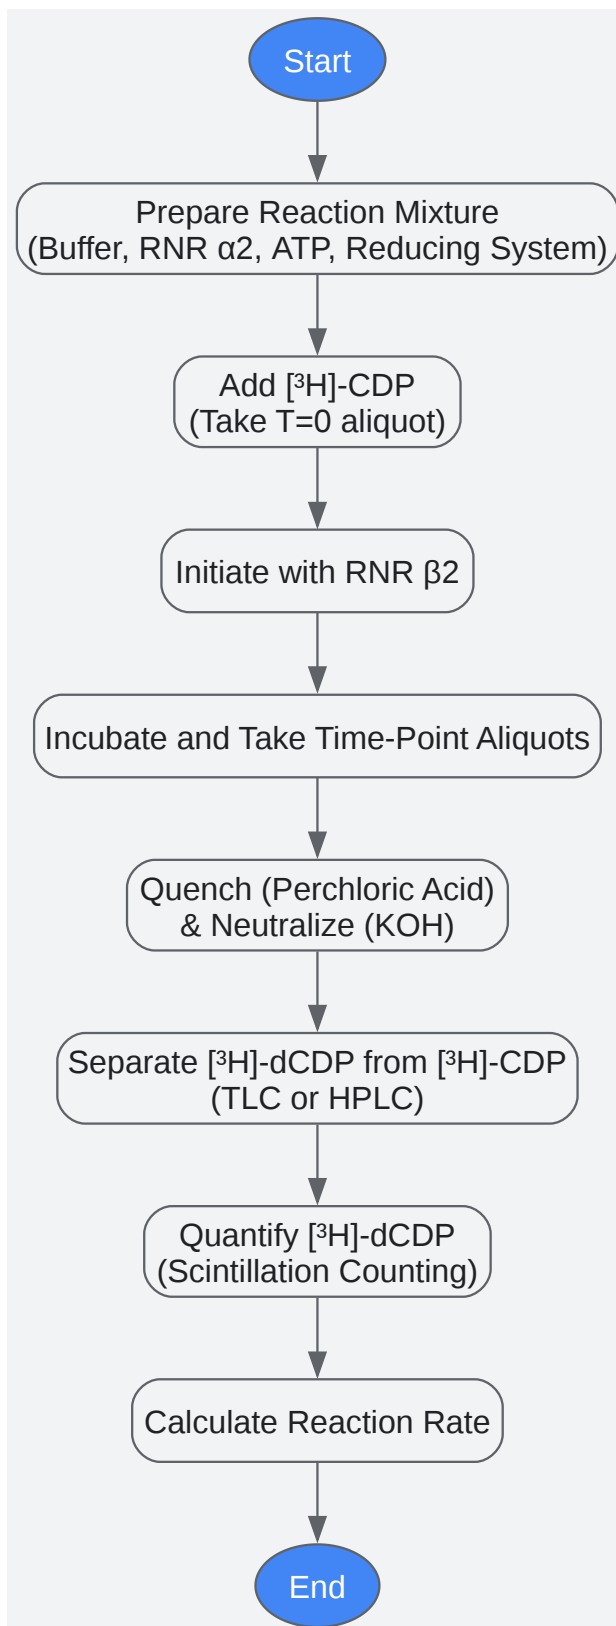 Start
Prepare Reaction Mixture
(Buffer, RNR α2, ATP, Reducing System)
Add [³H]-CDP
(Take T=0 aliquot)
Initiate with RNR β2
Incubate and Take Time-Point Aliquots
Quench (Perchloric Acid)
& Neutralize (KOH)
Separate [³H]-dCDP from [³H]-CDP
(TLC or HPLC)
Quantify [³H]-dCDP
(Scintillation Counting)
Calculate Reaction Rate
End